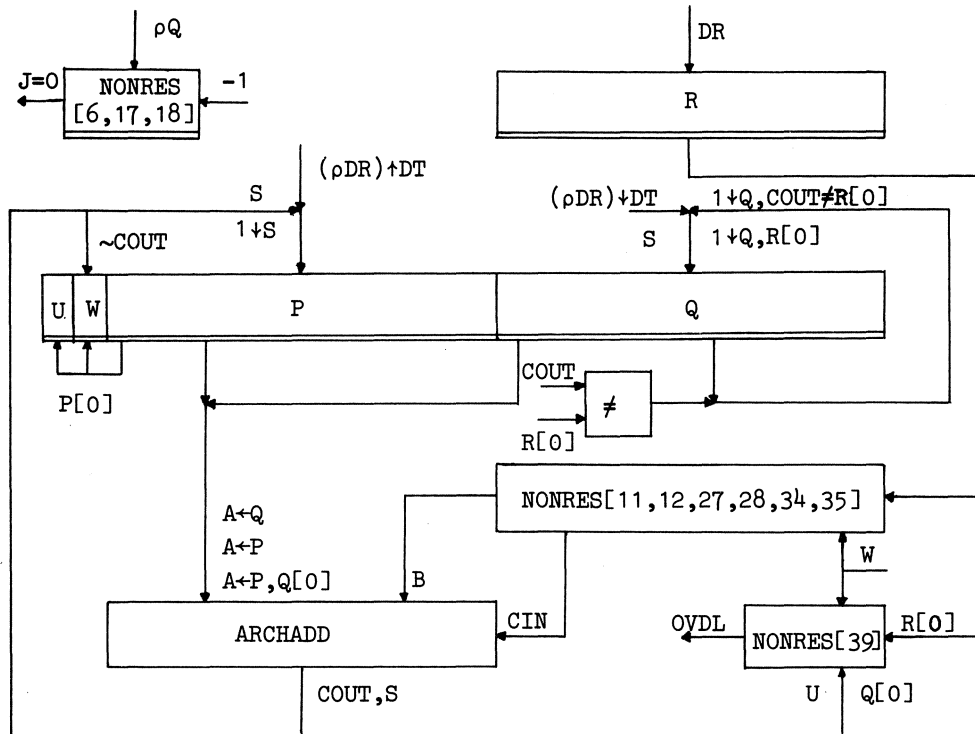 ρQ
DR
J=0
NONRES
[6,17,18]
-1
R
(ρDR)↑DT
S
1↓S
(ρDR)↓DT
1↓Q,COUT≠R[0]
S
1↓Q,R[0]
~COUT
U
W
P
Q
P[0]
COUT
≠
R[0]
NONRES[11,12,27,28,34,35]
A←Q
A←P
A←P,Q[0]
B
W
ARCHADD
CIN
OVDL
NONRES[39]
R[0]
COUT,S
U
Q[0]